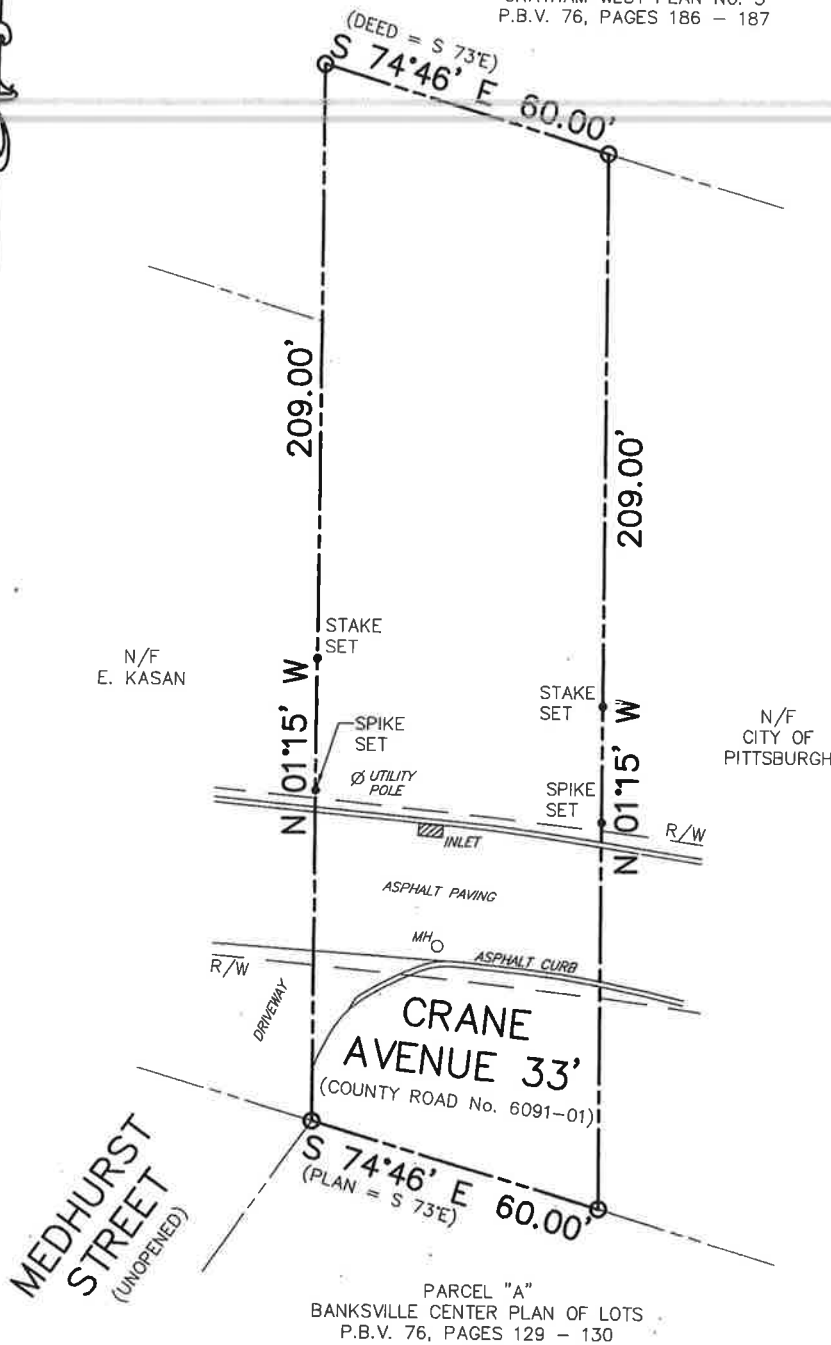 P.B.V. 76, PAGES 186 – 187
(DEED = S 73°E)
S 74°46' E 60.00'
209.00'
209.00'
STAKE
SET
N/F
E. KASAN
N 01°15' W
SPIKE
SET
STAKE
SET
N/F
CITY OF
PITTSBURGH
N 01°15' W
UTILITY
POLE
SPIKE
SET
R/W
INLET
ASPHALT PAVING
MH
ASPHALT CURB
R/W
DRIVEWAY
CRANE
AVENUE 33'
(COUNTY ROAD No. 6091-01)
S 74°46' E 60.00'
(PLAN = S 73°E)
MEDHURST
STREET
(UNOPENED)
PARCEL "A"
BANKSVILLE CENTER PLAN OF LOTS
P.B.V. 76, PAGES 129 – 130